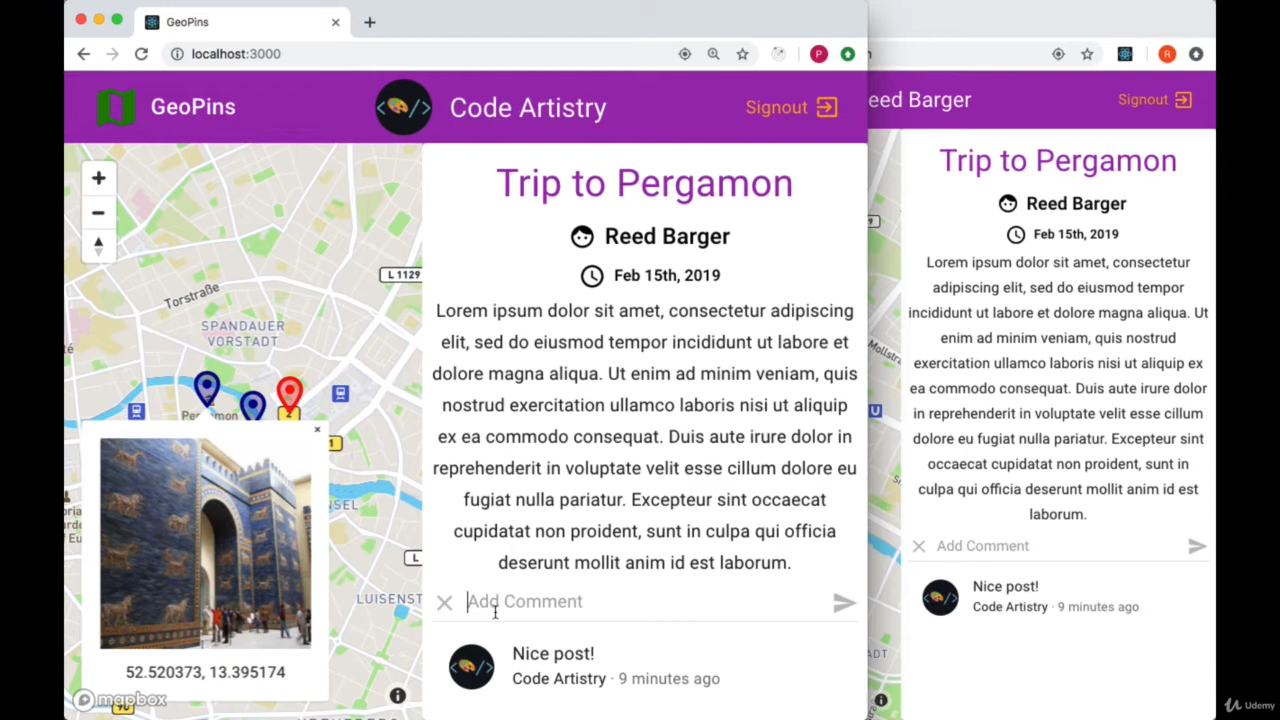 GeoPins
localhost:3000
P
R
GeoPins
Code Artistry
Signout
eed Barger
Signout
L 1129
Torstraße
SPANDAUER
VORSTADT
2
1
LUISENST
L
52.520373, 13.395174
mapbox
Trip to Pergamon
Reed Barger
Feb 15th, 2019
Lorem ipsum dolor sit amet, consectetur adipiscing
elit, sed do eiusmod tempor incididunt ut labore et
dolore magna aliqua. Ut enim ad minim veniam, quis
nostrud exercitation ullamco laboris nisi ut aliquip
ex ea commodo consequat. Duis aute irure dolor in
reprehenderit in voluptate velit esse cillum dolore eu
fugiat nulla pariatur. Excepteur sint occaecat
cupidatat non proident, sunt in culpa qui officia
deserunt mollit anim id est laborum.
Add Comment
Nice post!
Code Artistry · 9 minutes ago
Trip to Pergamon
Reed Barger
Feb 15th, 2019
Lorem ipsum dolor sit amet, consectetur
adipiscing elit, sed do eiusmod tempor
incididunt ut labore et dolore magna aliqua. Ut
enim ad minim veniam, quis nostrud
exercitation ullamco laboris nisi ut aliquip ex
ea commodo consequat. Duis aute irure dolor
in reprehenderit in voluptate velit esse cillum
dolore eu fugiat nulla pariatur. Excepteur sint
occaecat cupidatat non proident, sunt in
culpa qui officia deserunt mollit anim id est
laborum.
Add Comment
Nice post!
Code Artistry · 9 minutes ago
Udemy